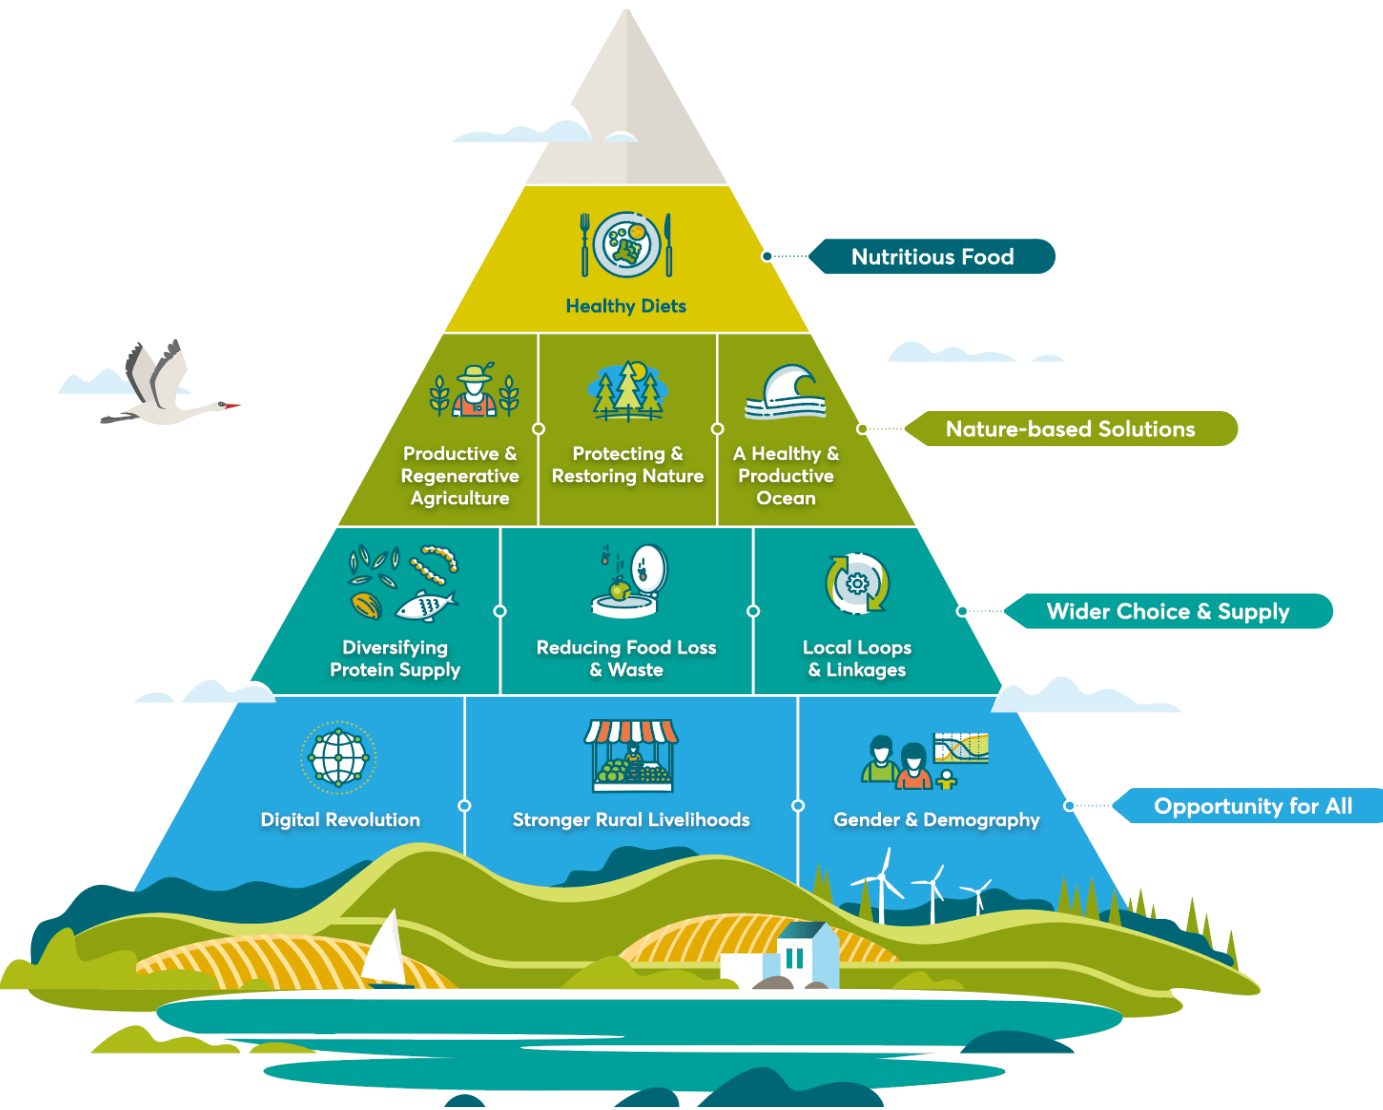 Healthy Diets
Nutritious Food
Productive &
Regenerative
Agriculture
Protecting &
Restoring Nature
A Healthy &
Productive
Ocean
Nature-based Solutions
Diversifying
Protein Supply
Reducing Food Loss
& Waste
Local Loops
& Linkages
Wider Choice & Supply
Digital Revolution
Stronger Rural Livelihoods
Gender & Demography
Opportunity for All